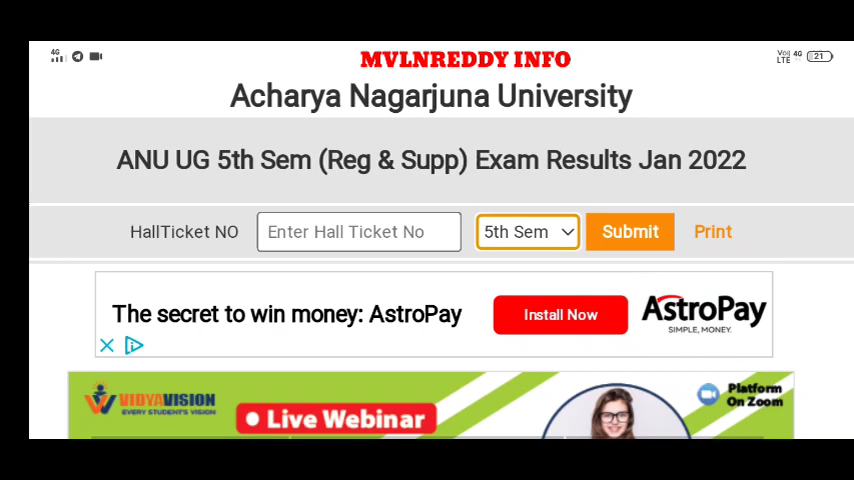 4G
MVLNREDDY INFO
Vo)) 4G
LTE
21
Acharya Nagarjuna University
ANU UG 5th Sem (Reg & Supp) Exam Results Jan 2022
HallTicket NO Enter Hall Ticket No 5th Sem Submit Print
The secret to win money: AstroPay Install Now AstroPay
SIMPLE, MONEY.
VIDYAVISION
EVERY STUDENT'S VISION
Live Webinar
Platform
On Zoom